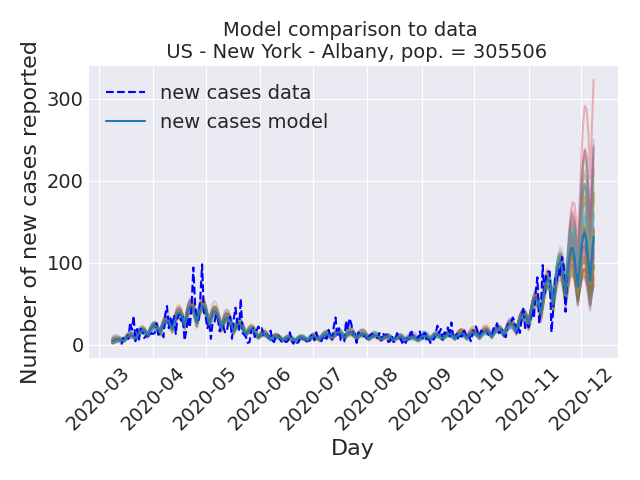 Model comparison to data
US - New York - Albany, pop. = 305506
Number of new cases reported
300
200
100
0
new cases data
new cases model
2020-03
2020-04
2020-05
2020-06
2020-07
2020-08
2020-09
2020-10
2020-11
2020-12
Day